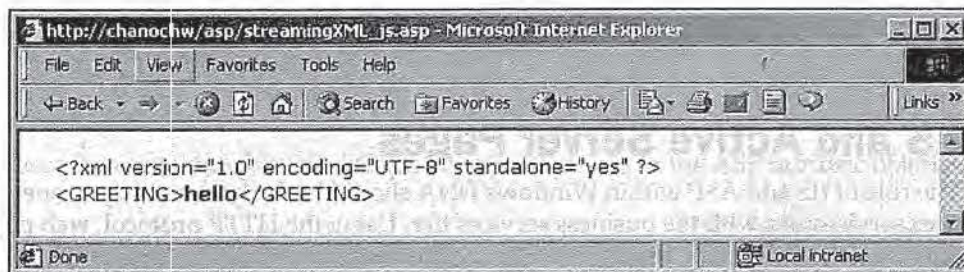 http://chanochw/asp/streamingXML_js.asp - Microsoft Internet Explorer
File Edit View Favorites Tools Help
Back Search Favorites History Links »
<?xml version="1.0" encoding="UTF-8" standalone="yes" ?>
<GREETING>hello</GREETING>
Done Local intranet